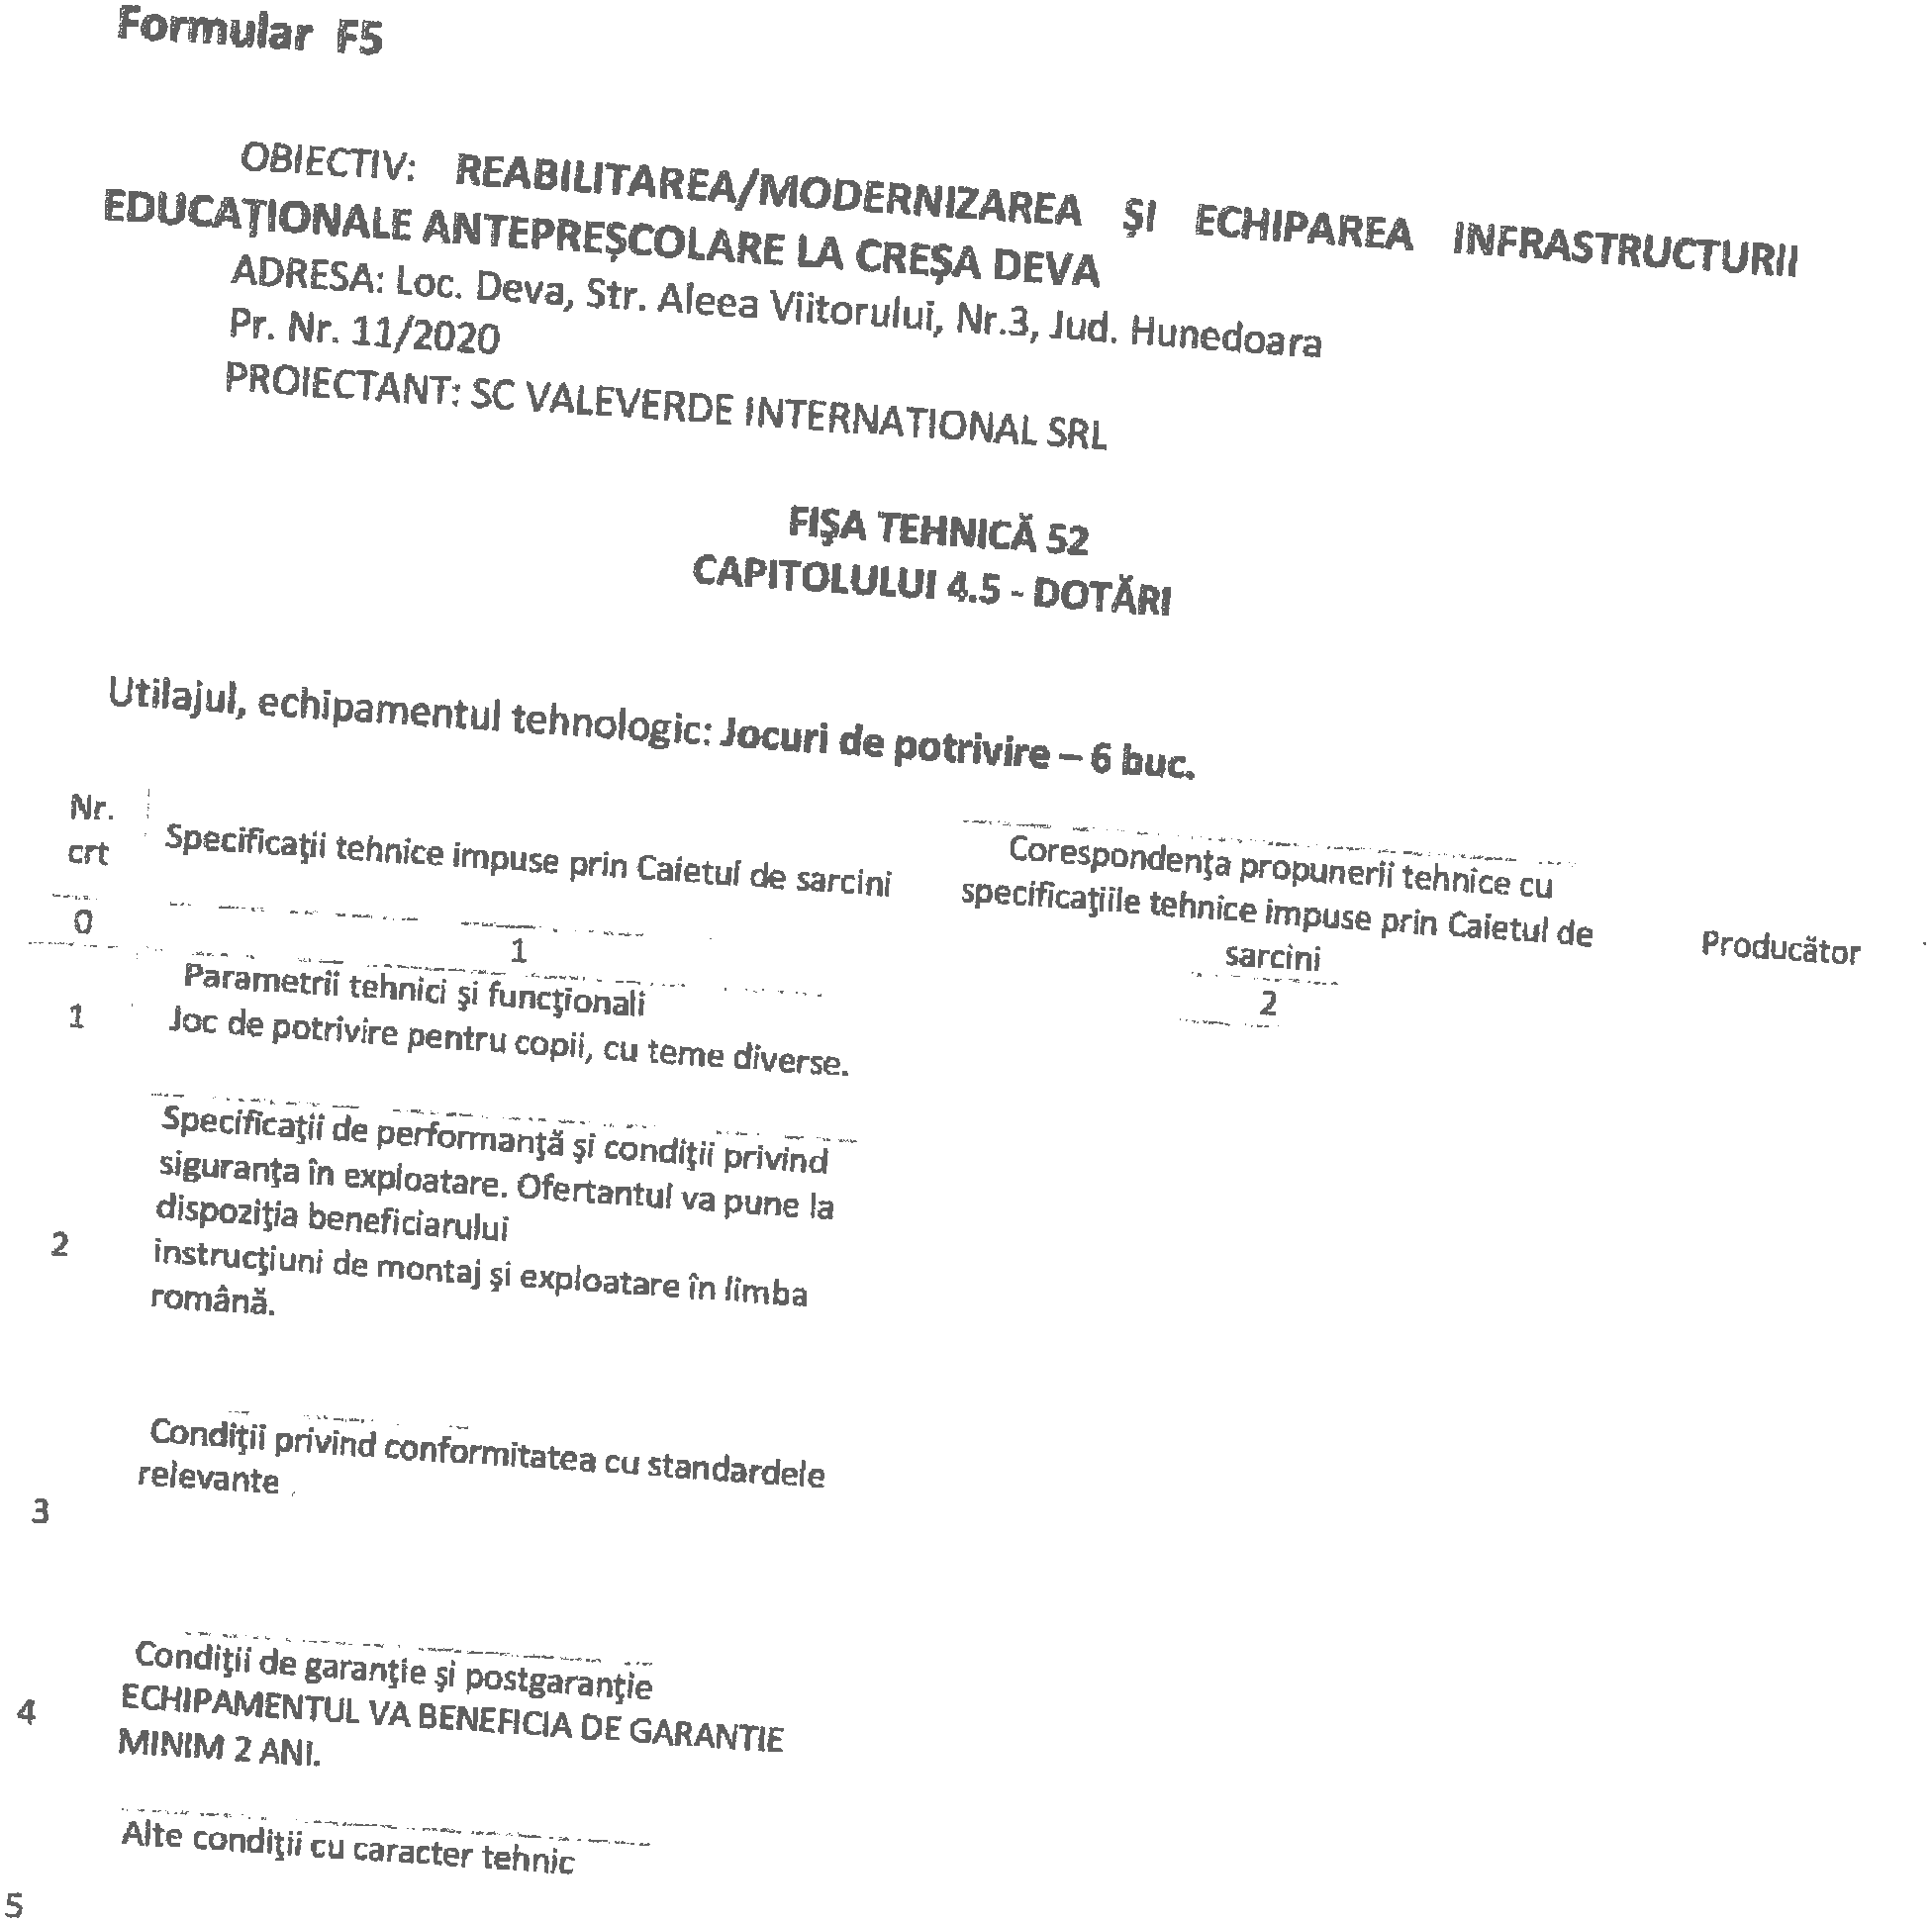 Formular F5
OBIECTIV: REABILITAREA/MODERNIZAREA ŞI ECHIPAREA INFRASTRUCTURII
EDUCAŢIONALE ANTEPREŞCOLARE LA CREŞA DEVA
ADRESA: Loc. Deva, Str. Aleea Viitorului, Nr.3, Jud. Hunedoara
Pr. Nr. 11/2020
PROIECTANT: SC VALEVERDE INTERNATIONAL SRL
FIŞA TEHNICĂ 52
CAPITOLULUI 4.5 - DOTĂRI
Utilajul, echipamentul tehnologic: Jocuri de potrivire – 6 buc.
Nr.
crt
Specificaţii tehnice impuse prin Caietul de sarcini
Corespondenţa propunerii tehnice cu
specificaţiile tehnice impuse prin Caietul de
sarcini
Producător
0
1
2
Parametrii tehnici şi funcţionali
1 Joc de potrivire pentru copii, cu teme diverse.
Specificaţii de performanţă şi condiţii privind
siguranţa în exploatare. Ofertantul va pune la
dispoziţia beneficiarului
2 instrucţiuni de montaj şi exploatare în limba
română.
Condiţii privind conformitatea cu standardele
relevante
3
Condiţii de garanţie şi postgaranţie
4 ECHIPAMENTUL VA BENEFICIA DE GARANTIE
MINIM 2 ANI.
Alte condiţii cu caracter tehnic
5